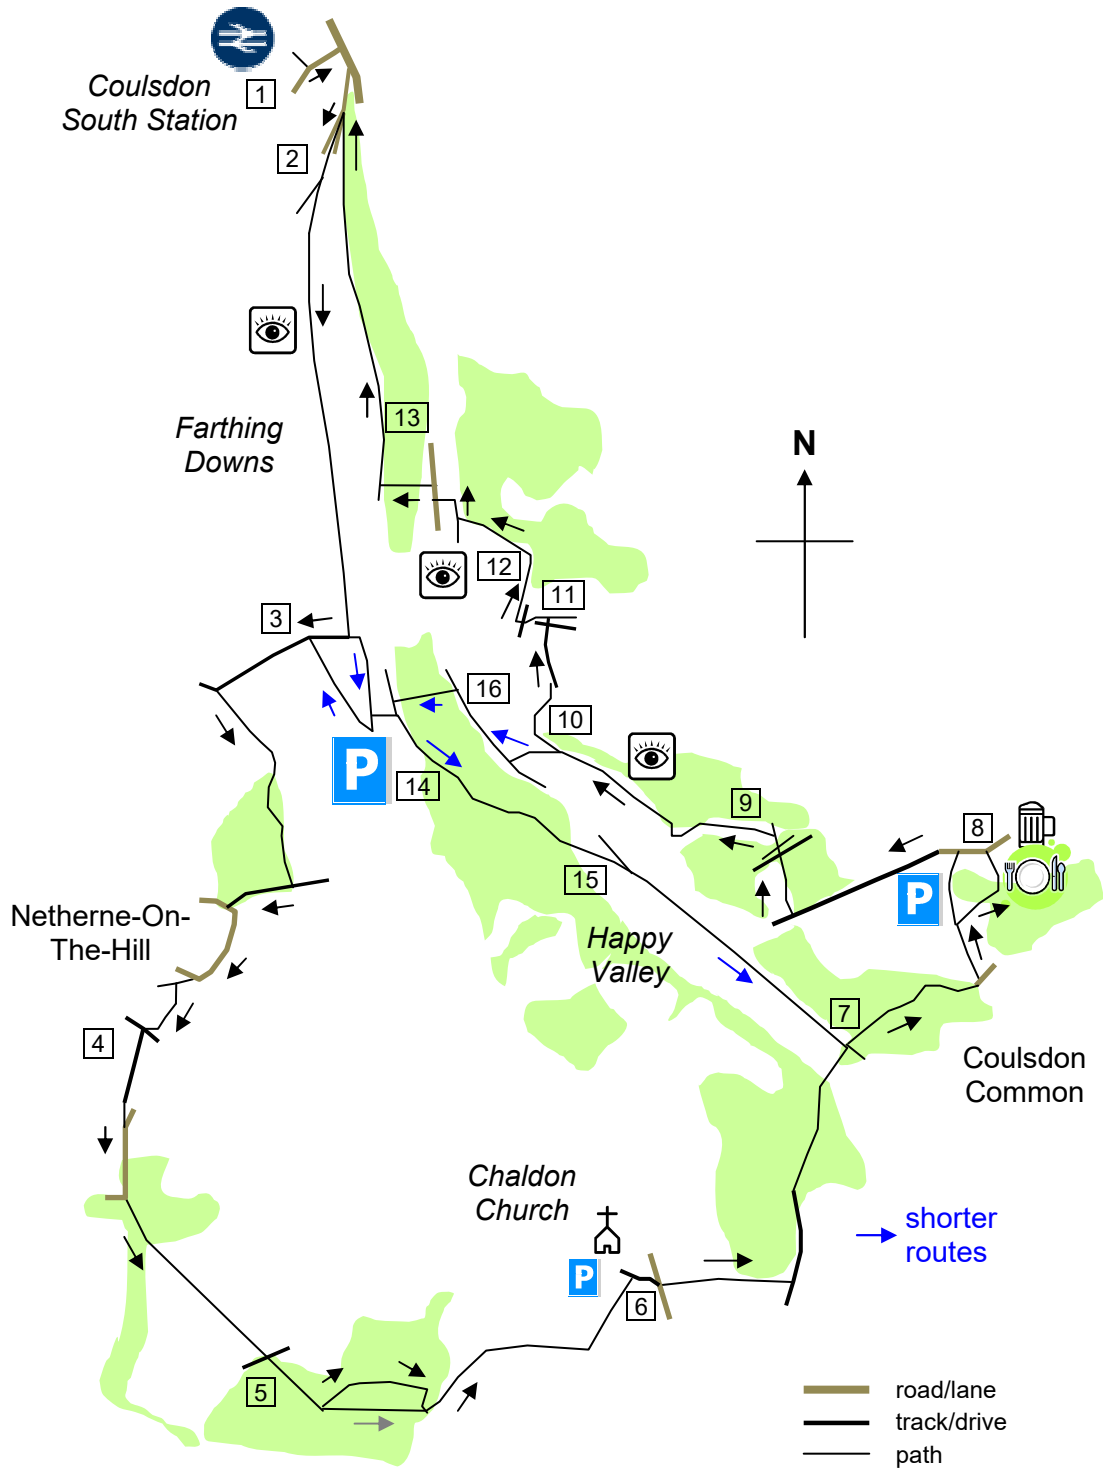 Coulsdon
South Station
1
2
Farthing
Downs
13
N
12
11
3
16
10
P
14
9
8
15
P
Netherne-On-
The-Hill
Happy
Valley
7
4
Coulsdon
Common
Chaldon
Church
shorter
routes
P
6
5
road/lane
track/drive
path